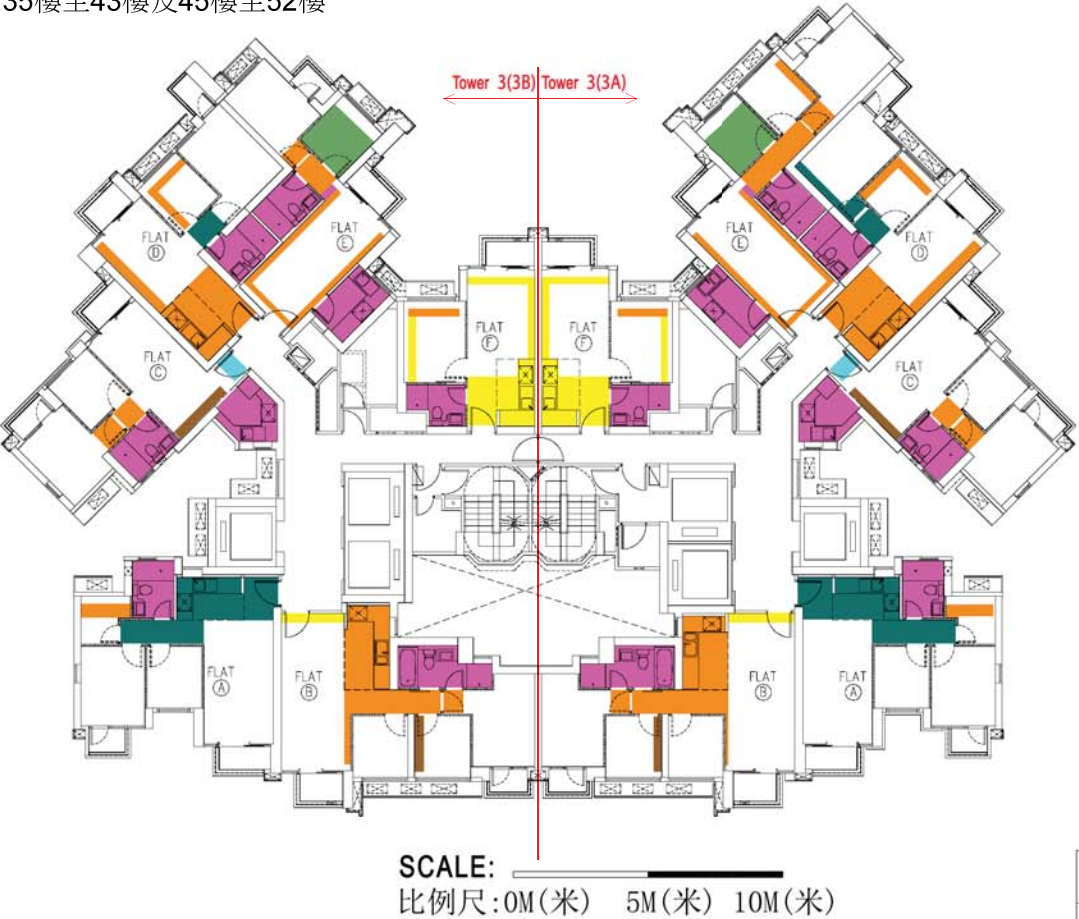 35樓至43樓及45樓至52樓
Tower 3(3B) Tower 3(3A)
FLAT
E
FLAT
E
FLAT
D
FLAT
D
FLAT
F
FLAT
F
FLAT
C
FLAT
C
FLAT
A
FLAT
B
FLAT
B
FLAT
A
SCALE:
比例尺:0M(米) 5M(米) 10M(米)